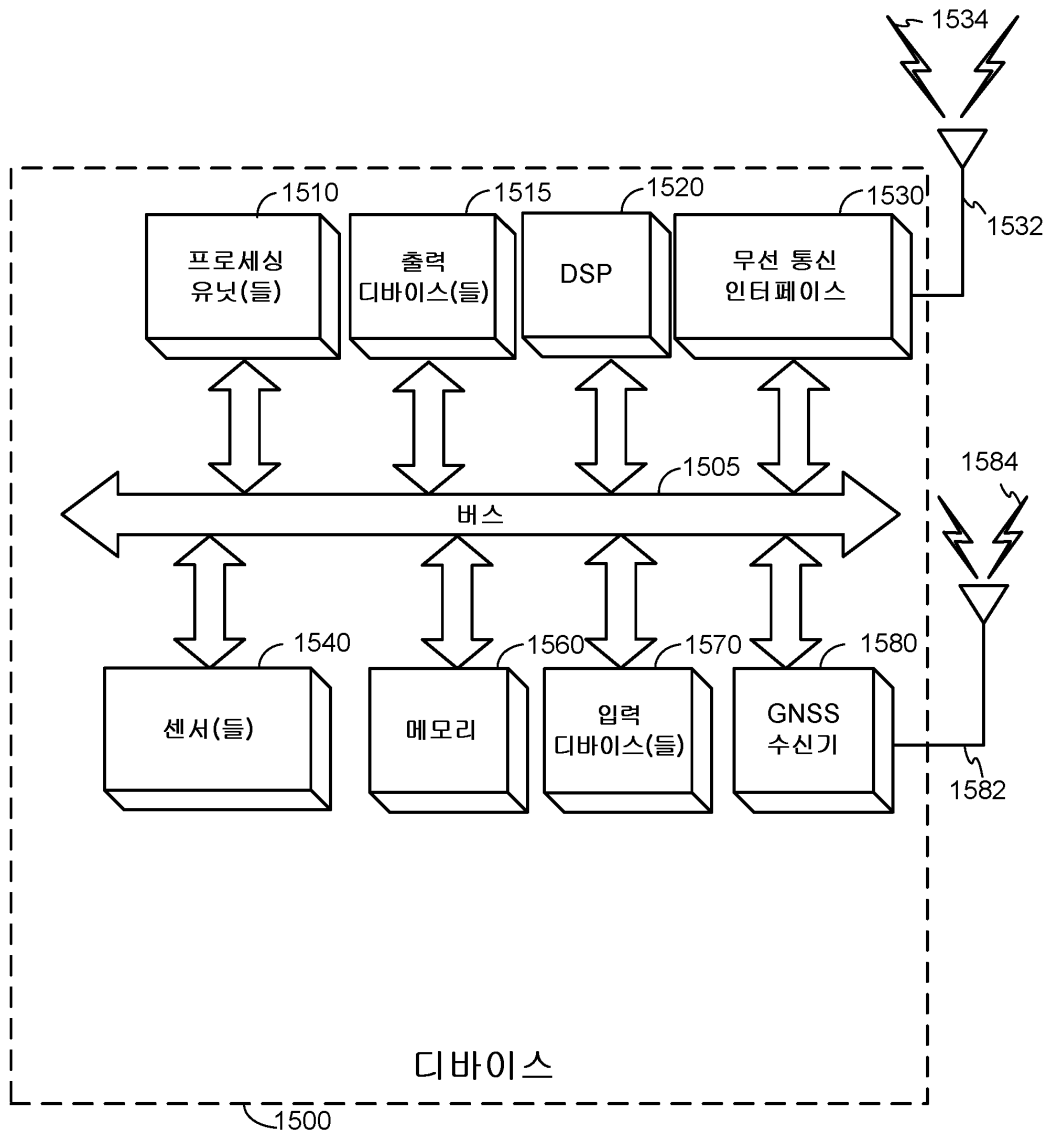 1534
1510
1515
1520
1530
1532
프로세싱
유닛(들)
출력
디바이스(들)
DSP
무선 통신
인터페이스
1505
버스
1584
1540
1560
1570
1580
센서(들)
메모리
입력
디바이스(들)
GNSS
수신기
1582
디바이스
1500